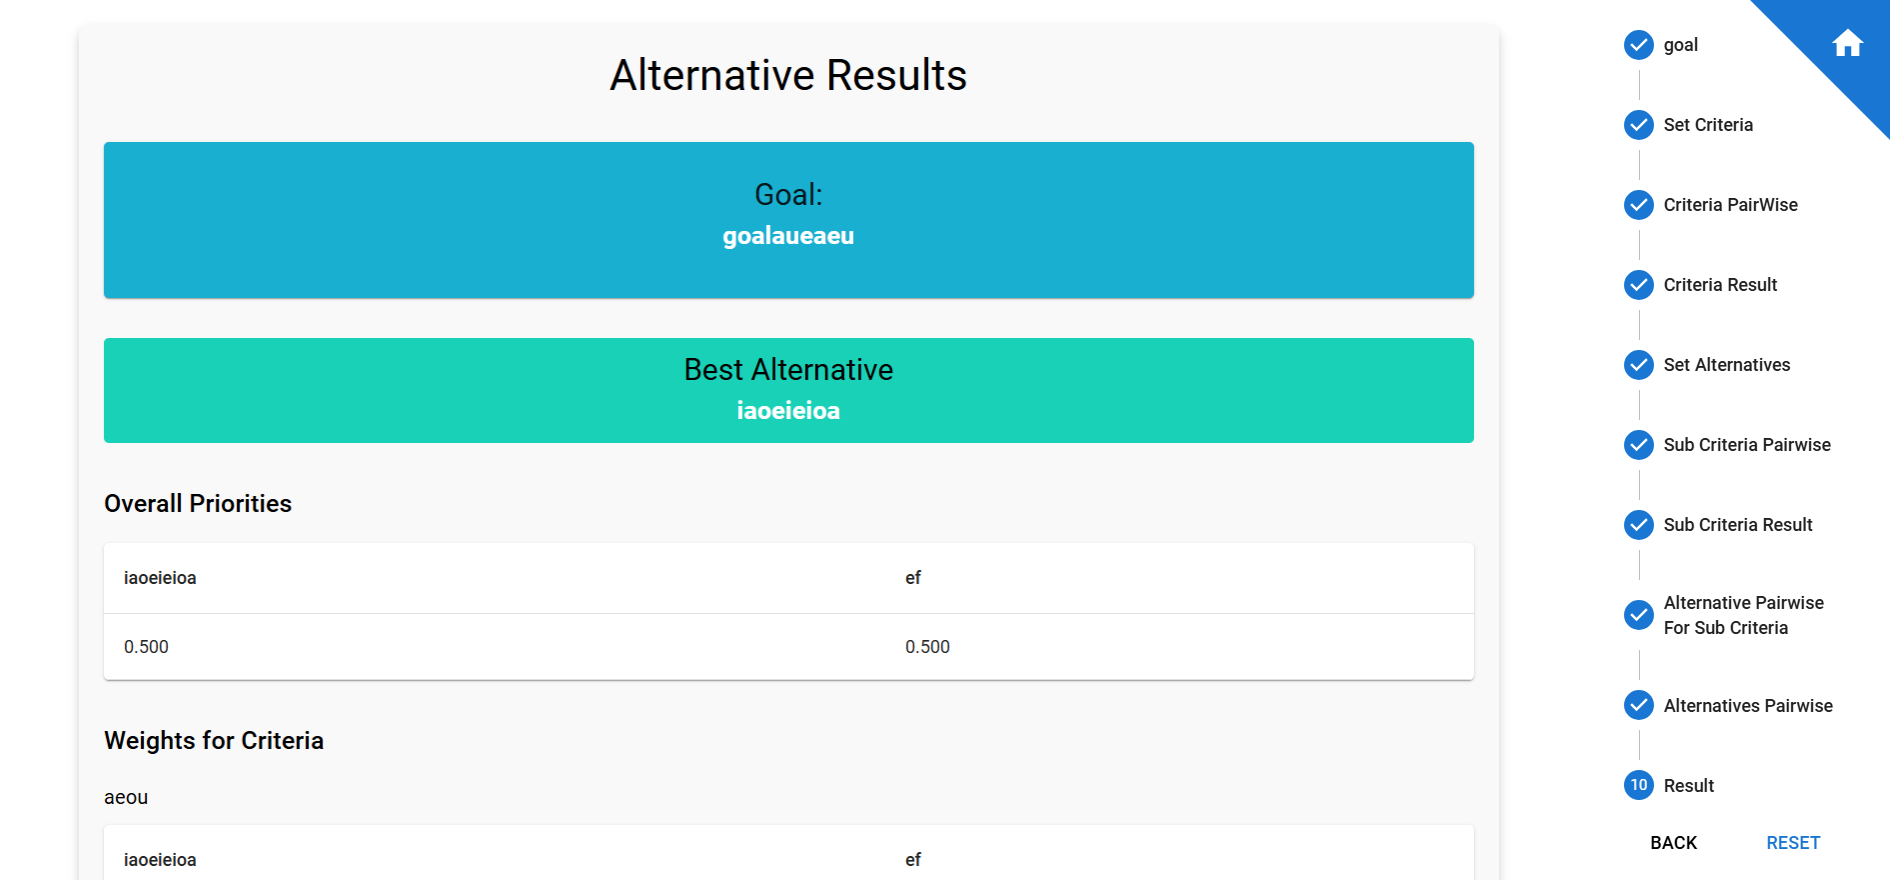 Alternative Results
Goal:
goalaueaeu
Best Alternative
iaoeieioa
Overall Priorities
iaoeieioa ef
0.500 0.500
Weights for Criteria
aeou
iaoeieioa ef
goal
Set Criteria
Criteria PairWise
Criteria Result
Set Alternatives
Sub Criteria Pairwise
Sub Criteria Result
Alternative Pairwise
For Sub Criteria
Alternatives Pairwise
10 Result
BACK RESET